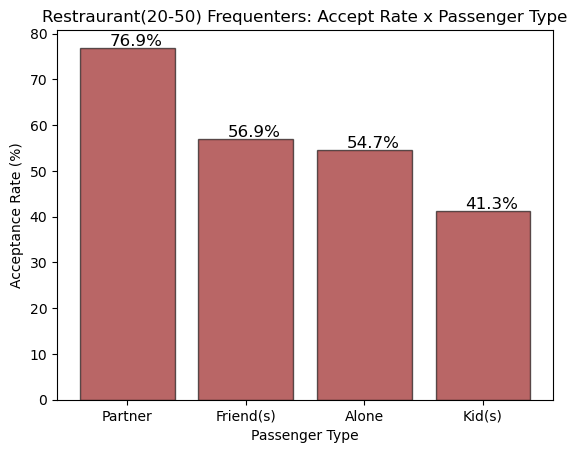 Restraurant(20-50) Frequenters: Accept Rate x Passenger Type
80
70
60
50
40
30
20
10
0
Acceptance Rate (%)
76.9%
56.9%
54.7%
41.3%
Partner
Friend(s)
Alone
Kid(s)
Passenger Type